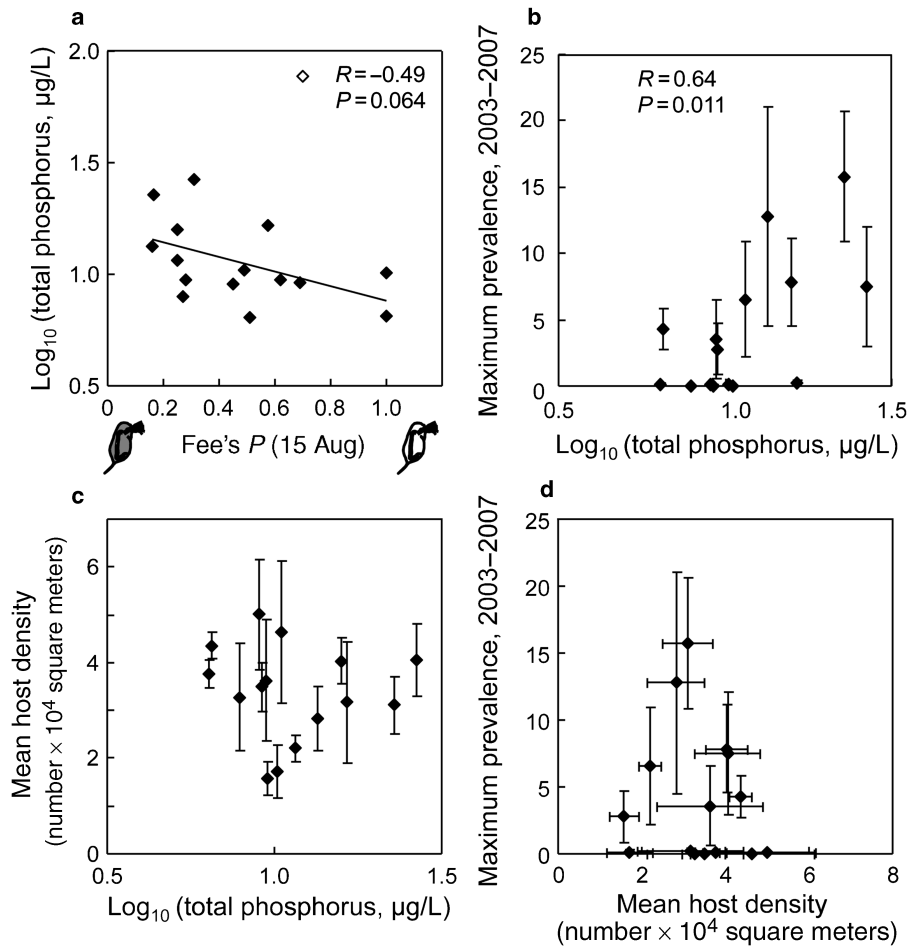 a
2.0
1.5
1.0
0.5
Log10 (total phosphorus, µg/L)
R=−0.49
P=0.064
0 0.2 0.4 0.6 0.8 1.0
Fee's P (15 Aug)
b
25
20
15
10
5
0
Maximum prevalence, 2003–2007
R=0.64
P=0.011
0.5 1.0 1.5
Log10 (total phosphorus, µg/L)
c
6
4
2
0
Mean host density
(number × 10^4 square meters)
0.5 1.0 1.5
Log10 (total phosphorus, µg/L)
d
25
20
15
10
5
0
Maximum prevalence, 2003–2007
0 2 4 6 8
Mean host density
(number × 10^4 square meters)